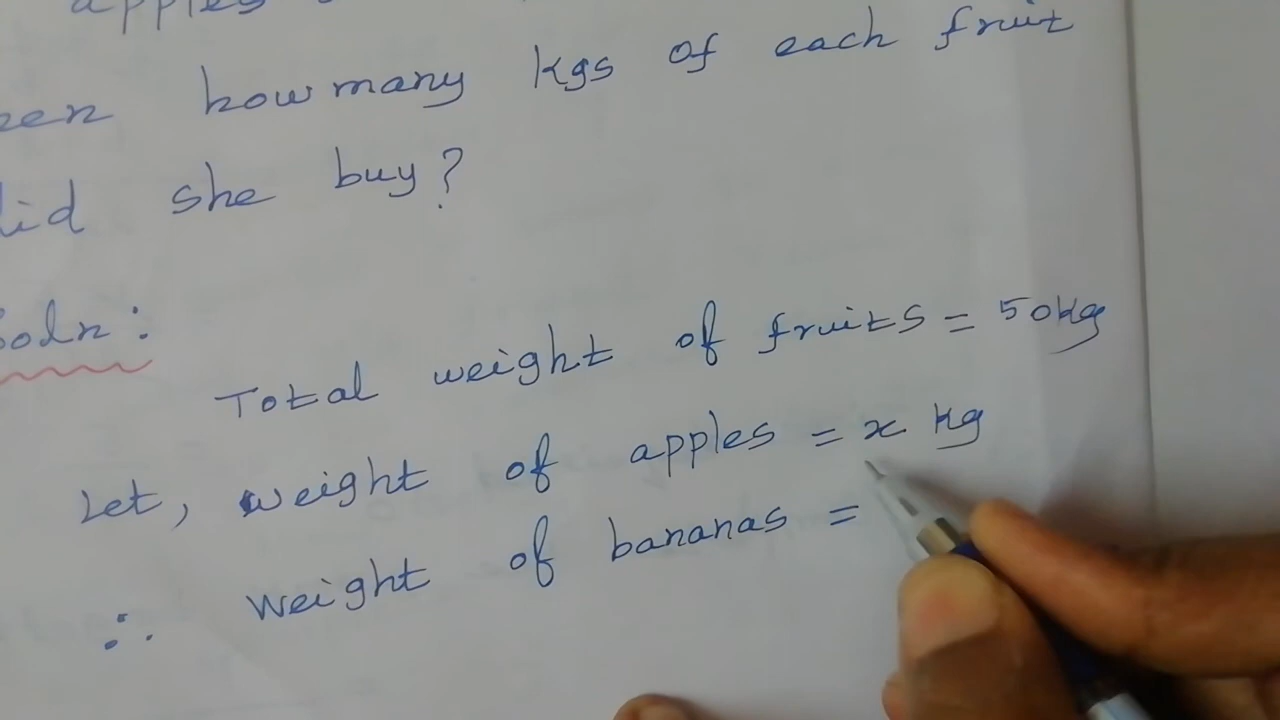 apples
how many kgs of each fruit
did she buy?
Soln:
Total weight of fruits = 50kg
Let, weight of apples = x kg
∴ Weight of bananas =